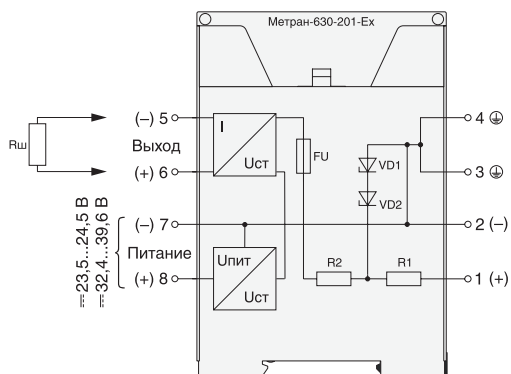 Метран-630-201-Ex
(–) 5
I
4
FU
VD1
Rш
Выход
Uст
3
(+) 6
VD2
(–) 7
2 (–)
⎓23,5...24,5 В
⎓32,4...39,6 В
Питание
Uпит
R2
R1
(+) 8
1 (+)
Uст